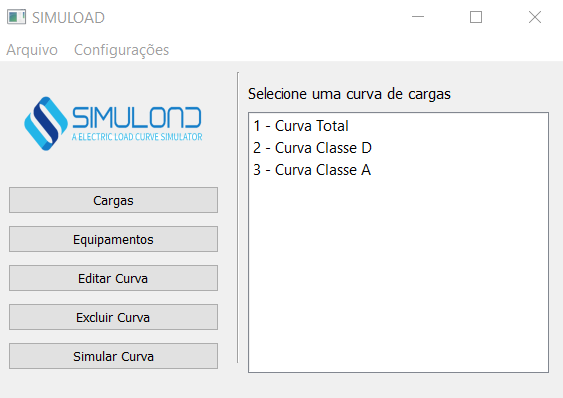 SIMULOAD
Arquivo Configurações
SIMULOAD
A ELECTRIC LOAD CURVE SIMULATOR
Cargas
Equipamentos
Editar Curva
Excluir Curva
Simular Curva
Selecione uma curva de cargas
1 - Curva Total
2 - Curva Classe D
3 - Curva Classe A